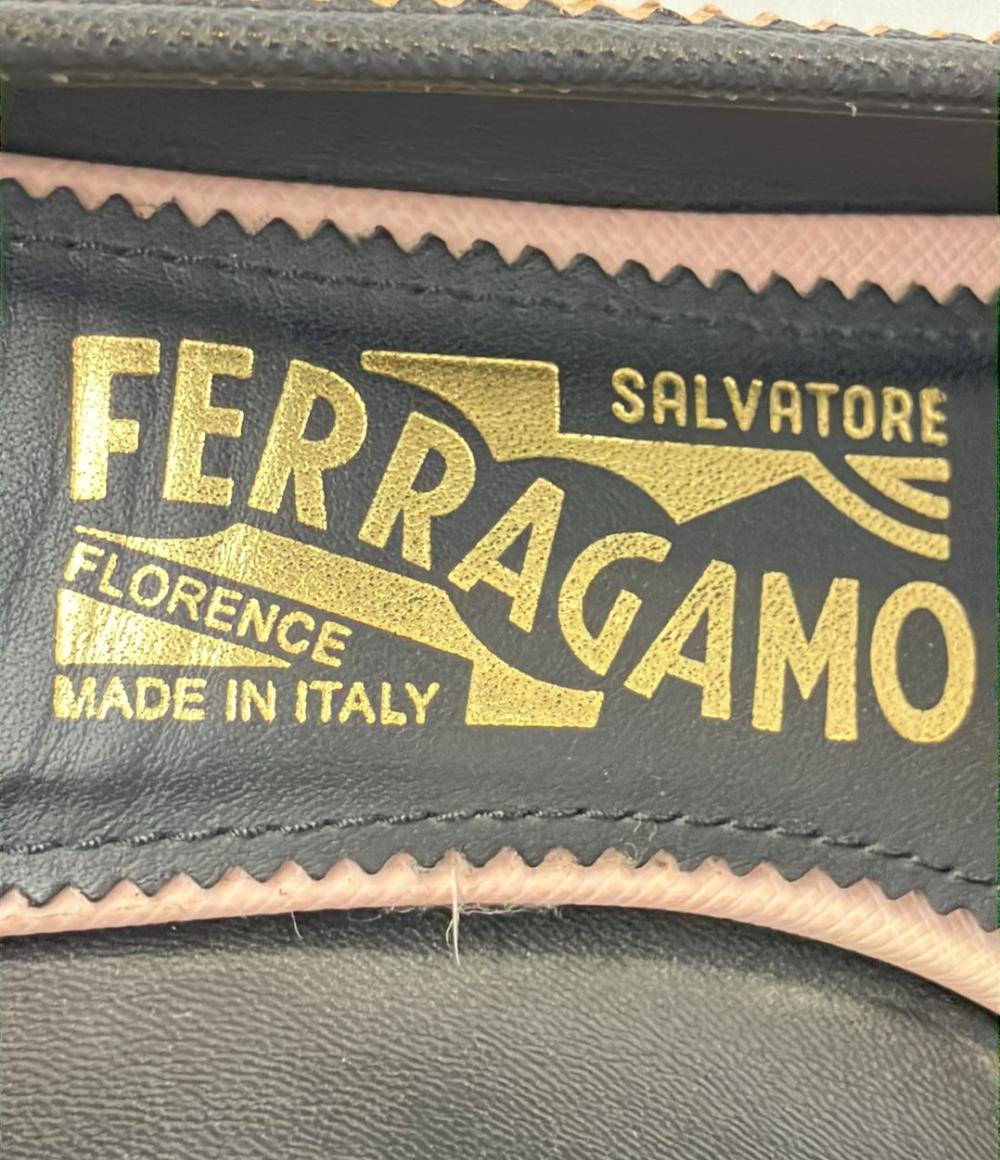 SALVATORE
FERRAGAMO
FLORENCE
MADE IN ITALY